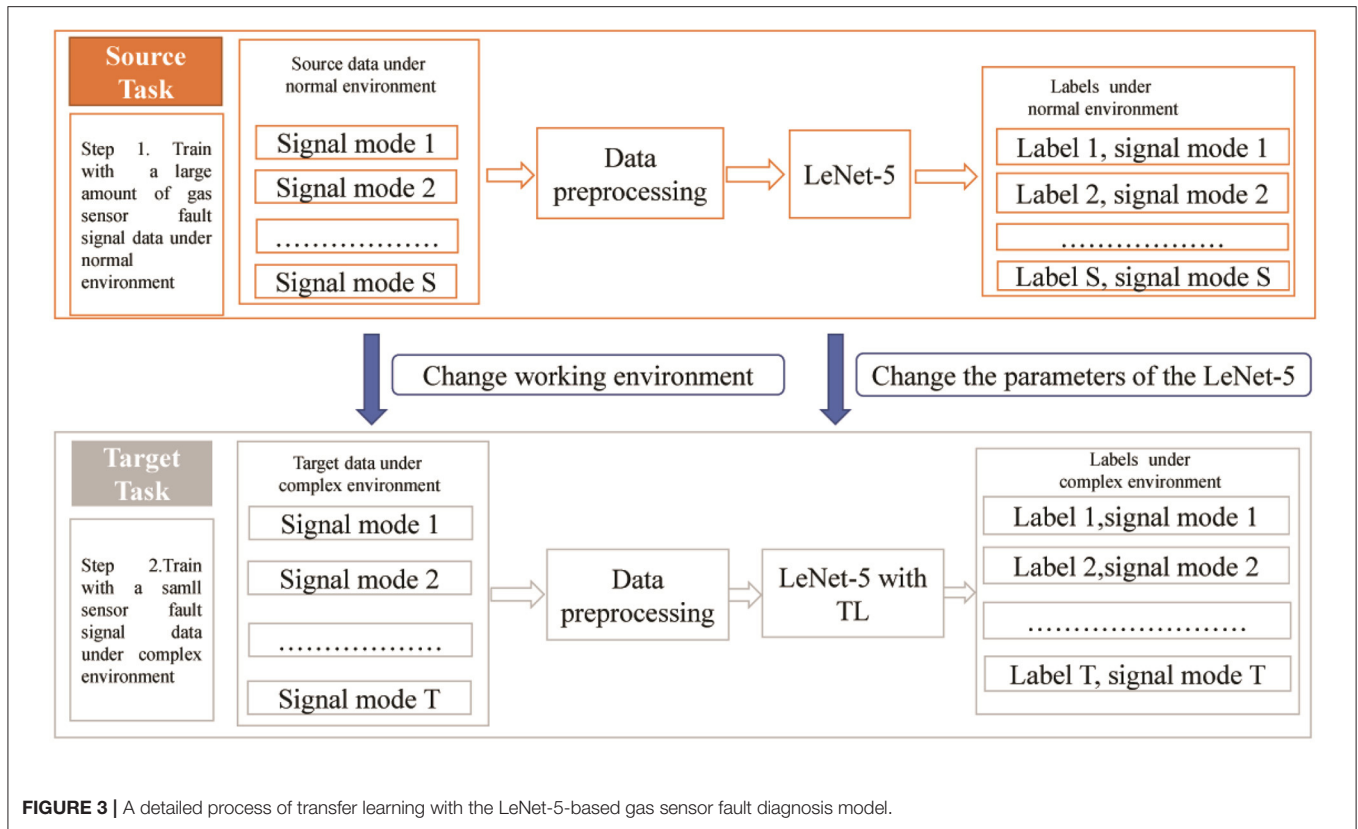 Source
Task
Step 1. Train
with a large
amount of gas
sensor fault
signal data under
normal
environment
Source data under
normal environment
Signal mode 1
Signal mode 2
..................
Signal mode S
Data
preprocessing
LeNet-5
Labels under
normal environment
Label 1, signal mode 1
Label 2, signal mode 2
..................
Label S, signal mode S
Change working environment
Change the parameters of the LeNet-5
Target
Task
Step 2.Train
with a samll
sensor fault
signal data
under complex
environment
Target data under
complex environment
Signal mode 1
Signal mode 2
..................
Signal mode T
Data
preprocessing
LeNet-5 with
TL
Labels under
complex environment
Label 1,signal mode 1
Label 2,signal mode 2
........................
Label T, signal mode T
FIGURE 3 | A detailed process of transfer learning with the LeNet-5-based gas sensor fault diagnosis model.